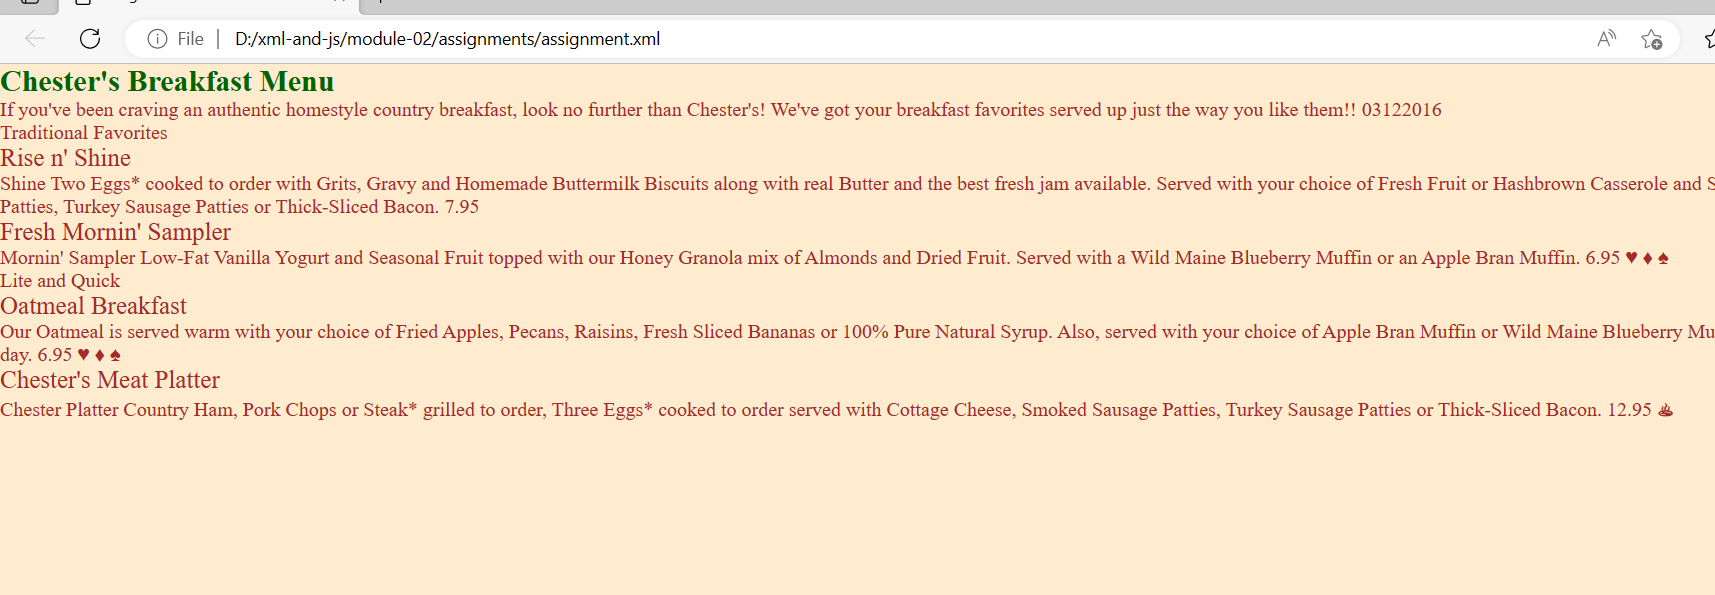 File | D:/xml-and-js/module-02/assignments/assignment.xml
Chester's Breakfast Menu
If you've been craving an authentic homestyle country breakfast, look no further than Chester's! We've got your breakfast favorites served up just the way you like them!! 03122016
Traditional Favorites
Rise n' Shine
Shine Two Eggs* cooked to order with Grits, Gravy and Homemade Buttermilk Biscuits along with real Butter and the best fresh jam available. Served with your choice of Fresh Fruit or Hashbrown Casserole and
Patties, Turkey Sausage Patties or Thick-Sliced Bacon. 7.95
Fresh Mornin' Sampler
Mornin' Sampler Low-Fat Vanilla Yogurt and Seasonal Fruit topped with our Honey Granola mix of Almonds and Dried Fruit. Served with a Wild Maine Blueberry Muffin or an Apple Bran Muffin. 6.95 ♥ ♦ ♠
Lite and Quick
Oatmeal Breakfast
Our Oatmeal is served warm with your choice of Fried Apples, Pecans, Raisins, Fresh Sliced Bananas or 100% Pure Natural Syrup. Also, served with your choice of Apple Bran Muffin or Wild Maine Blueberry
day. 6.95 ♥ ♦ ♠
Chester's Meat Platter
Chester Platter Country Ham, Pork Chops or Steak* grilled to order, Three Eggs* cooked to order served with Cottage Cheese, Smoked Sausage Patties, Turkey Sausage Patties or Thick-Sliced Bacon. 12.95 ♨